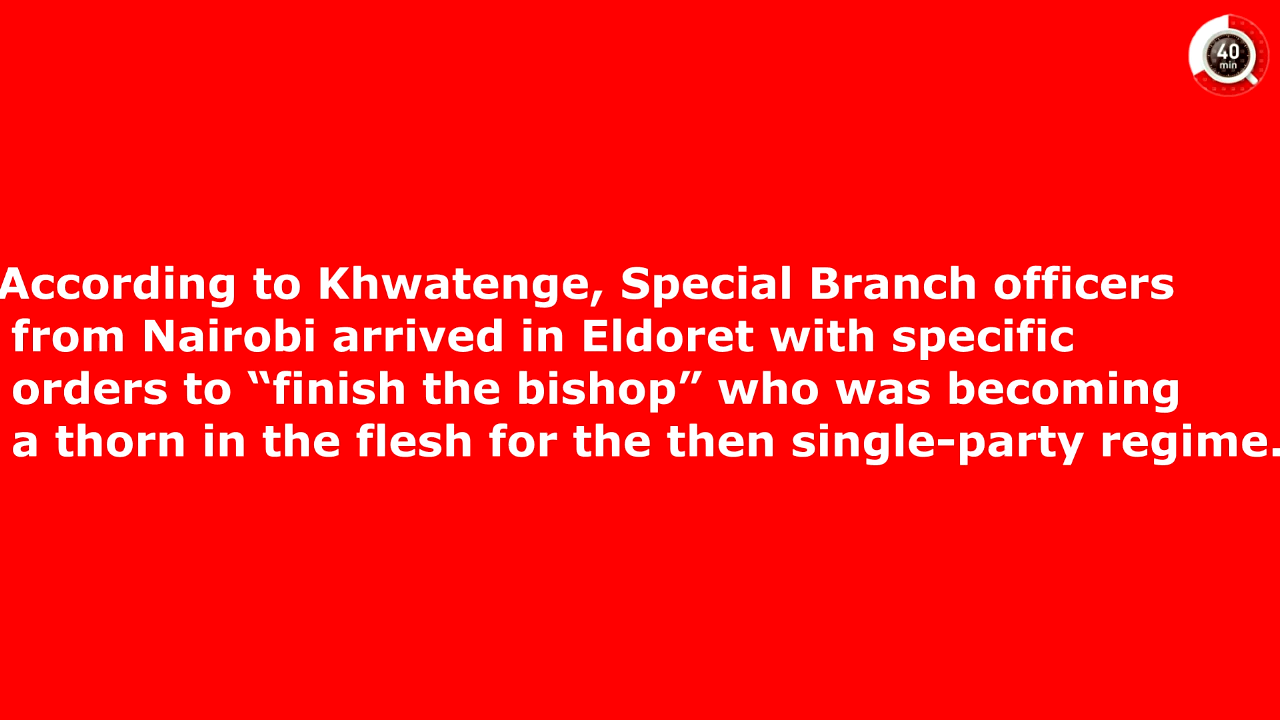 40
min
According to Khwatenge, Special Branch officers
from Nairobi arrived in Eldoret with specific
orders to “finish the bishop” who was becoming
a thorn in the flesh for the then single-party regime.